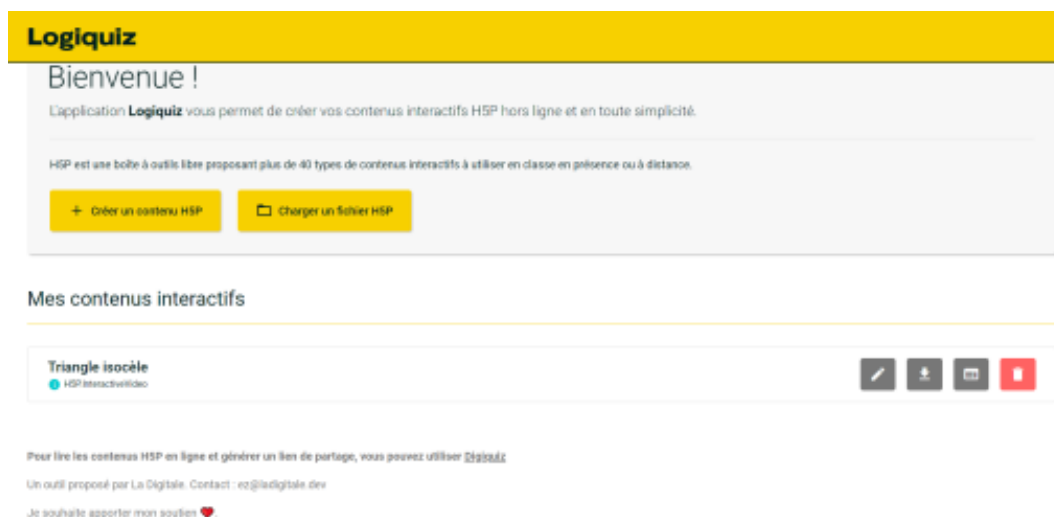 Logiquiz
Bienvenue !
L'application Logiquiz vous permet de créer vos contenus interactifs H5P hors ligne et en toute simplicité.
H5P est une boîte à outils libre proposant plus de 40 types de contenus interactifs à utiliser en classe en présence ou à distance.
+ Créer un contenu H5P
Charger un fichier H5P
Mes contenus interactifs
Triangle isocèle
H5P.InteractiveVideo
Pour lire les contenus H5P en ligne et générer un lien de partage, vous pouvez utiliser Digiquiz
Un outil proposé par La Digitale. Contact : ez@ladigitale.dev
Je souhaite apporter mon soutien ❤️.